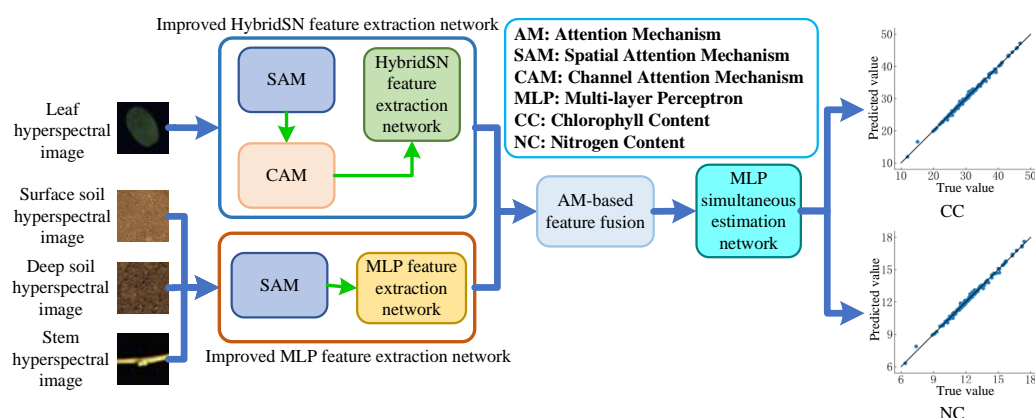 Improved HybridSN feature extraction network
Leaf
hyperspectral
image
Surface soil
hyperspectral
image
Deep soil
hyperspectral
image
Stem
hyperspectral
image
SAM
CAM
HybridSN
feature
extraction
network
SAM
MLP feature
extraction
network
Improved MLP feature extraction network
AM: Attention Mechanism
SAM: Spatial Attention Mechanism
CAM: Channel Attention Mechanism
MLP: Multi-layer Perceptron
CC: Chlorophyll Content
NC: Nitrogen Content
AM-based
feature fusion
MLP
simultaneous
estimation
network
Predicted value
50
40
30
20
10
10 20 30 40 50
True value
CC
Predicted value
18
15
12
9
6
6 9 12 15 18
True value
NC